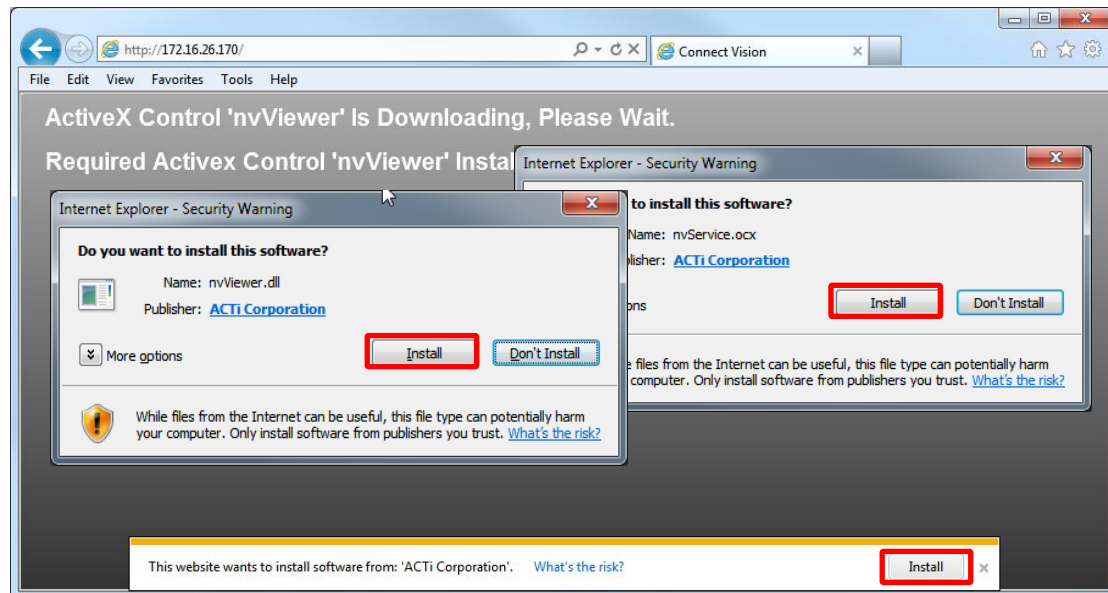 http://172.16.26.170/
Connect Vision
File Edit View Favorites Tools Help
ActiveX Control 'nvViewer' Is Downloading, Please Wait.
Required Activex Control 'nvViewer'
Internet Explorer - Security Warning
to install this software?
Name: nvService.ocx
ACTi Corporation
Install Don't Install
files from the Internet can be useful, this file type can potentially harm
computer. Only install software from publishers you trust. What's the risk?
Internet Explorer - Security Warning
Do you want to install this software?
Name: nvViewer.dll
Publisher: ACTi Corporation
More options Install Don't Install
While files from the Internet can be useful, this file type can potentially harm
your computer. Only install software from publishers you trust. What's the risk?
This website wants to install software from: 'ACTi Corporation'. What's the risk? Install